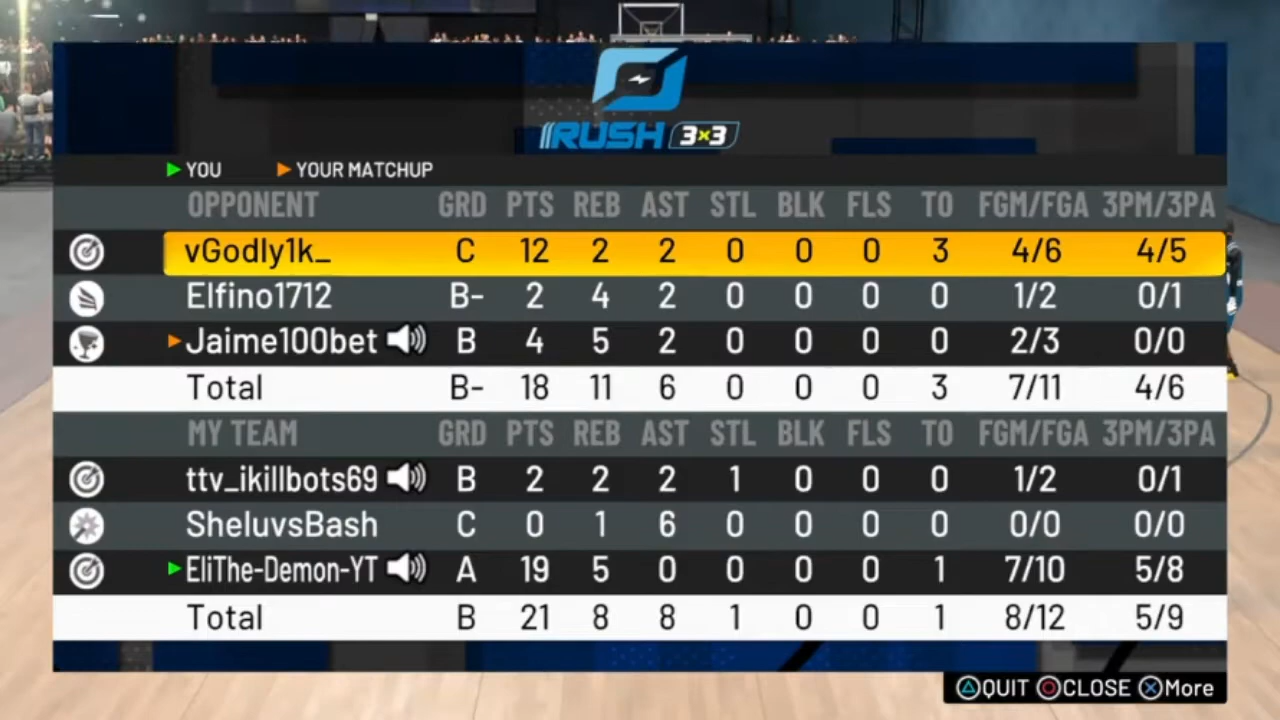 RUSH 3x3
YOU YOUR MATCHUP
OPPONENT GRD PTS REB AST STL BLK FLS TO FGM/FGA 3PM/3PA
vGodly1k_ C 12 2 2 0 0 0 3 4/6 4/5
Elfino1712 B- 2 4 2 0 0 0 0 1/2 0/1
Jaime100bet B 4 5 2 0 0 0 0 2/3 0/0
Total B- 18 11 6 0 0 0 3 7/11 4/6
MY TEAM GRD PTS REB AST STL BLK FLS TO FGM/FGA 3PM/3PA
ttv_ikillbots69 B 2 2 2 1 0 0 0 1/2 0/1
SheluvsBash C 0 1 6 0 0 0 0 0/0 0/0
EliThe-Demon-YT A 19 5 0 0 0 0 1 7/10 5/8
Total B 21 8 8 1 0 0 1 8/12 5/9
QUIT CLOSE More